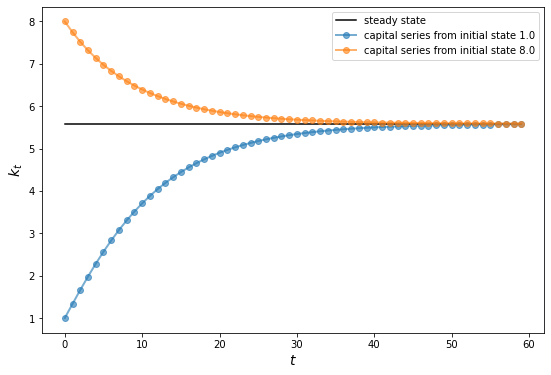 steady state
capital series from initial state 1.0
capital series from initial state 8.0
8
7
6
5
4
3
2
1
k_t
0 10 20 30 40 50 60
t